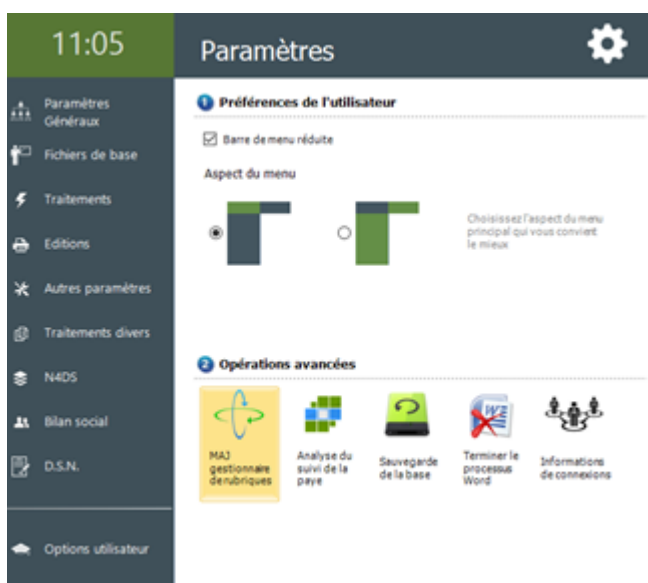 11:05
Paramètres
Paramètres
Généraux
Fichiers de base
Traitements
Editions
Autres paramètres
Traitements divers
N4DS
Bilan social
D.S.N.
Options utilisateur
1 Préférences de l'utilisateur
Barre de menu réduite
Aspect du menu
Choisissez l'aspect du menu
principal qui vous convient
le mieux
2 Opérations avancées
MAJ
gestionnaire
de rubriques
Analyse du
suivi de la
paye
Sauvegarde
de la base
Terminer le
processus
Word
Informations
de connexions